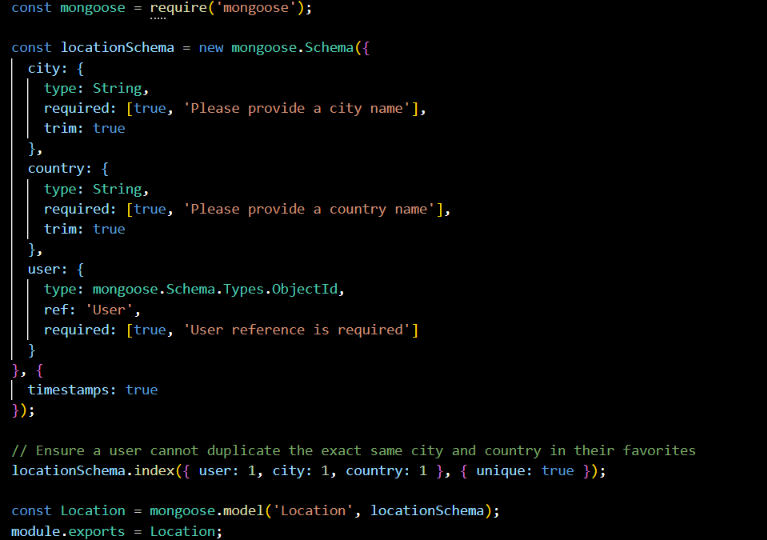 const mongoose = require('mongoose');
const locationSchema = new mongoose.Schema({
city: {
type: String,
required: [true, 'Please provide a city name'],
trim: true
},
country: {
type: String,
required: [true, 'Please provide a country name'],
trim: true
},
user: {
type: mongoose.Schema.Types.ObjectId,
ref: 'User',
required: [true, 'User reference is required']
}
}, {
timestamps: true
});
// Ensure a user cannot duplicate the exact same city and country in their favorites
locationSchema.index({ user: 1, city: 1, country: 1 }, { unique: true });
const Location = mongoose.model('Location', locationSchema);
module.exports = Location;